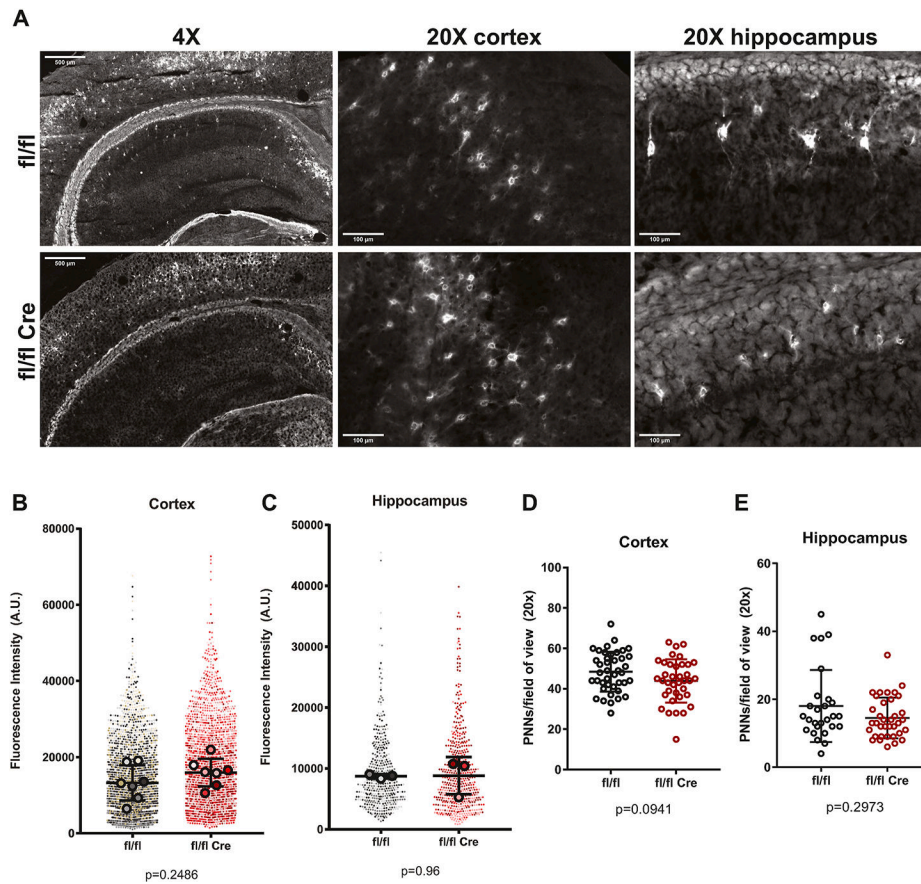 A
4X
20X cortex
20X hippocampus
fl/fl
500 µm
100 µm
100 µm
fl/fl Cre
500 µm
100 µm
100 µm
B
Cortex
Fluorescence Intensity (A.U.)
80000
60000
40000
20000
0
fl/fl
fl/fl Cre
p=0.2486
C
Hippocampus
Fluorescence Intensity (A.U.)
50000
40000
30000
20000
10000
0
fl/fl
fl/fl Cre
p=0.96
D
Cortex
PNNs/field of view (20x)
100
80
60
40
20
0
fl/fl
fl/fl Cre
p=0.0941
E
Hippocampus
PNNs/field of view (20x)
60
40
20
0
fl/fl
fl/fl Cre
p=0.2973